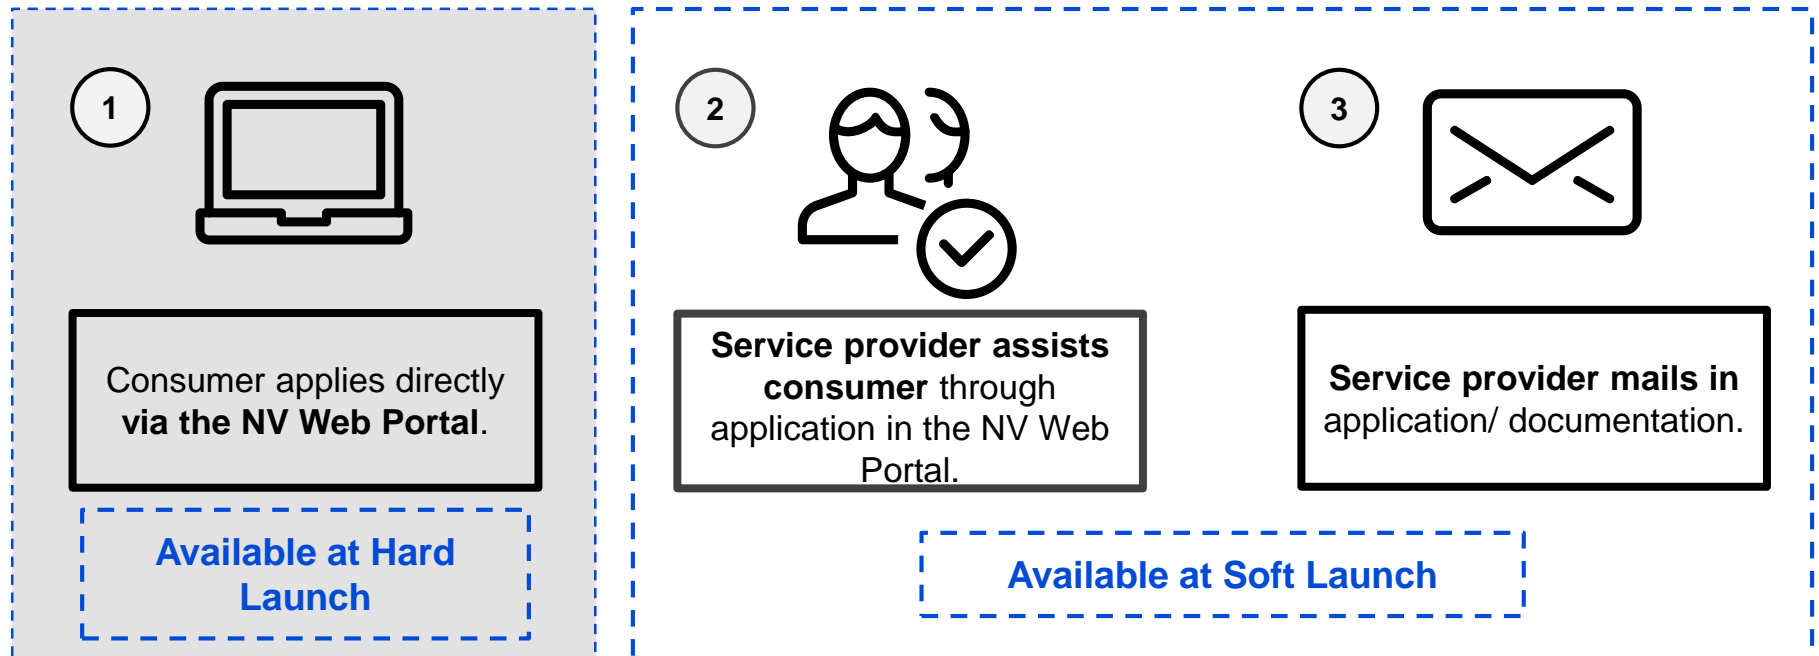 1
Consumer applies directly
via the NV Web Portal.
Available at Hard
Launch
2
Service provider assists
consumer through
application in the NV Web
Portal.
3
Service provider mails in
application/ documentation.
Available at Soft Launch